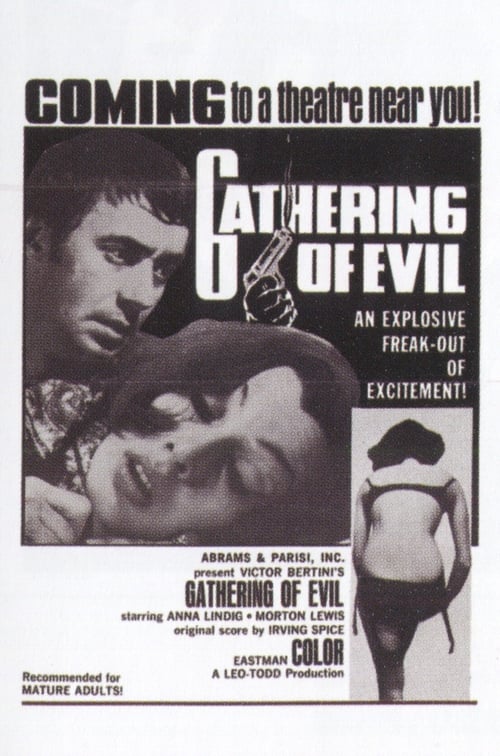 COMING to a theatre near you!
GATHERING
OF EVIL
AN EXPLOSIVE
FREAK-OUT
OF
EXCITEMENT!
ABRAMS & PARISI, INC.
present VICTOR BERTINI'S
GATHERING OF EVIL
starring ANNA LINDIG • MORTON LEWIS
original score by IRVING SPICE
EASTMAN COLOR
A LEO-TODD Production
Recommended for
MATURE ADULTS!